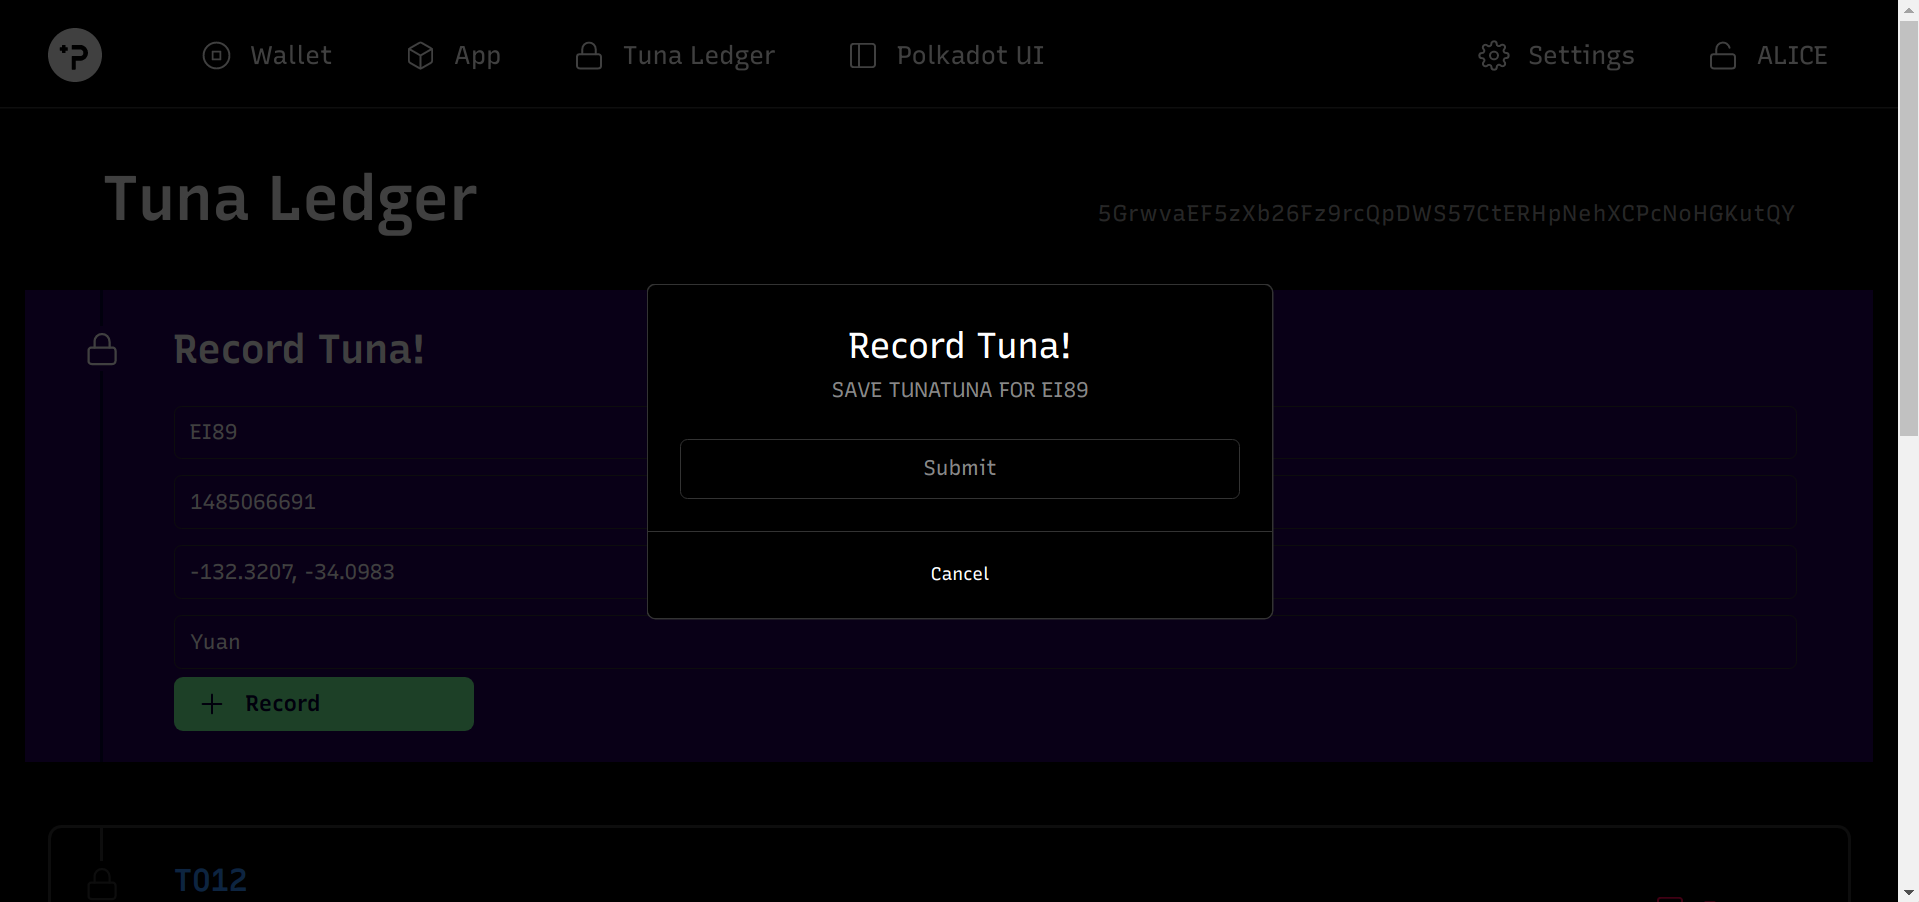 Wallet
App
Tuna Ledger
Polkadot UI
Settings
ALICE
Tuna Ledger
5GrwvaEF5zXb26Fz9rcQpDWS57CtERHpNehXCPcNoHGKutQY
Record Tuna!
EI89
1485066691
-132.3207, -34.0983
Yuan
Record
Record Tuna!
SAVE TUNATUNA FOR EI89
Submit
Cancel
T012